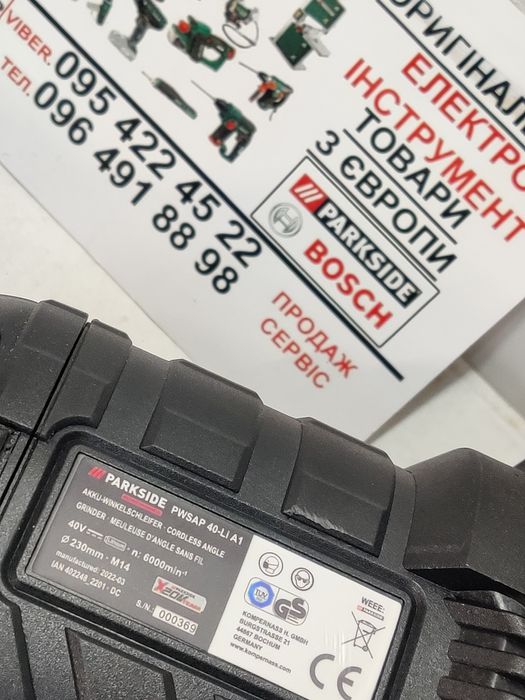 VIBER.
ТЕЛ.
095 422 45 22
096 491 88 98
ОРИГІНАЛ
ЕЛЕКТРО
ІНСТРУМЕНТ
ТОВАРИ
З ЄВРОПИ
PARKSIDE
BOSCH
ПРОДАЖ
СЕРВІС
PARKSIDE
PWSAP 40-LI A1
AKKU-WINKELSCHLEIFER · CORDLESS ANGLE
GRINDER · MEULEUSE D'ANGLE SANS FIL
40V n: 6000min⁻¹
Ø 230mm · M14
manufactured: 2022-03
IAN 402248_2201 · DC
X20V TEAM
S./N.: 000369
TÜV
GS
KOMPERNASS H. GMBH
BURGSTRASSE 21
44867 BOCHUM
GERMANY
www.kompernass.com
CE
WEEE: